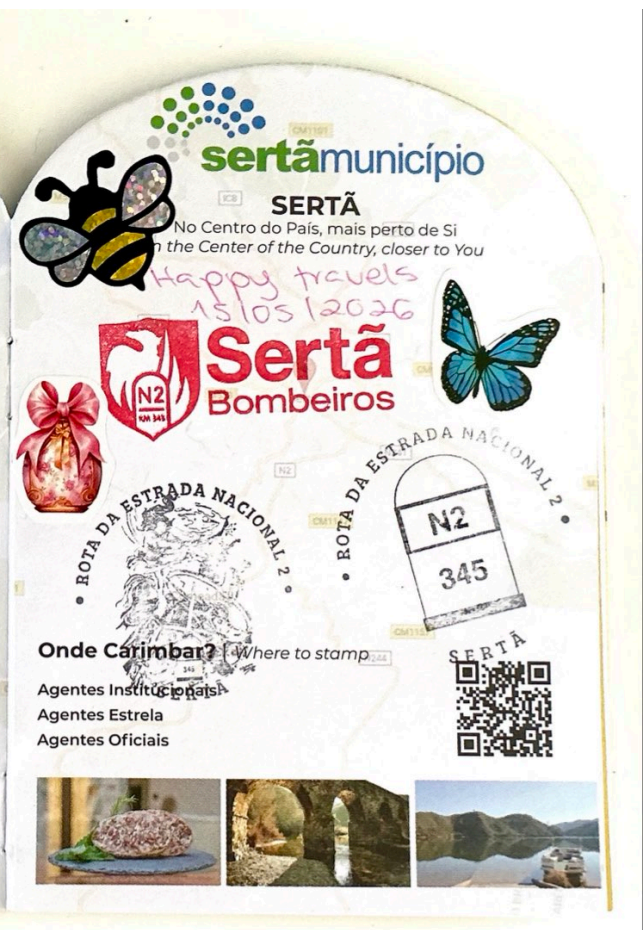 sertãmunicípio
SERTÃ
No Centro do País, mais perto de Si
the Center of the Country, closer to You
Happy travels
15/05/2026
Sertã
Bombeiros
N2
KM 345
ROTA DA ESTRADA NACIONAL 2
345
SERTÃ
ROTA DA ESTRADA NACIONAL 2
N2
345
SERTÃ
Onde Carimbar? | Where to stamp
Agentes Institucionais
Agentes Estrela
Agentes Oficiais